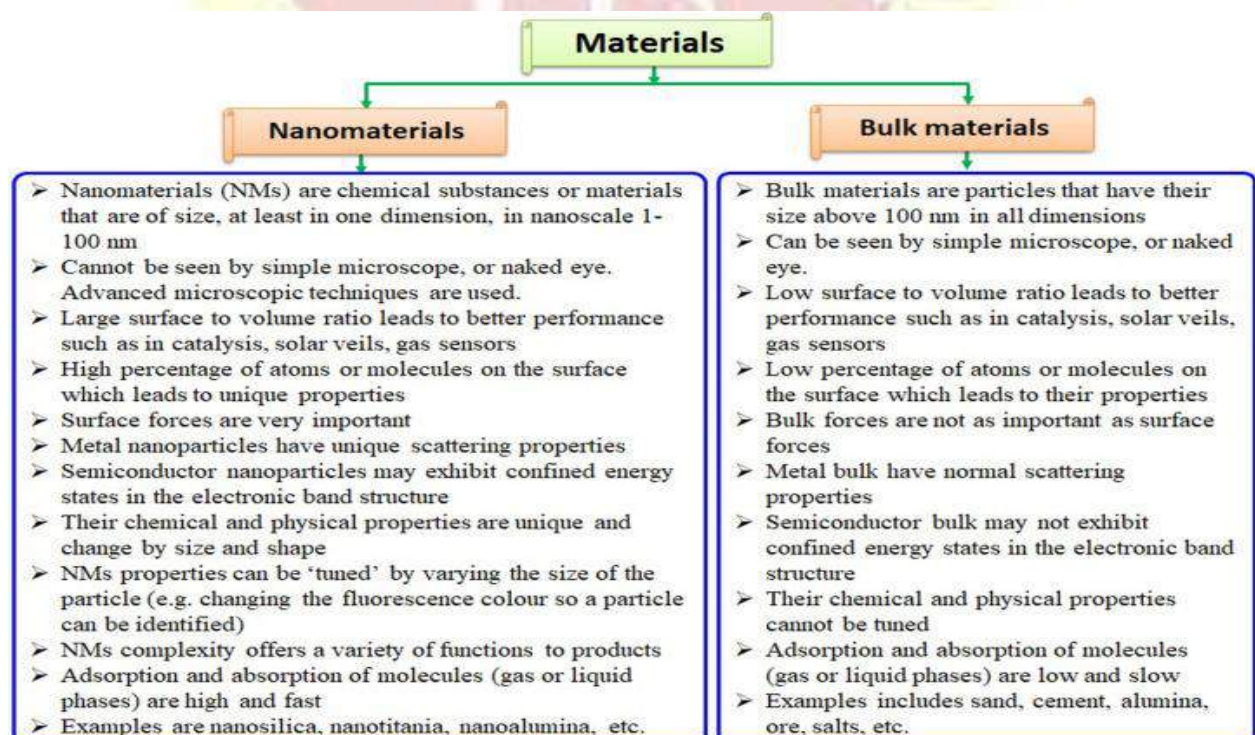 Materials
Nanomaterials
➢ Nanomaterials (NMs) are chemical substances or materials
that are of size, at least in one dimension, in nanoscale 1-
100 nm
➢ Cannot be seen by simple microscope, or naked eye.
Advanced microscopic techniques are used.
➢ Large surface to volume ratio leads to better performance
such as in catalysis, solar veils, gas sensors
➢ High percentage of atoms or molecules on the surface
which leads to unique properties
➢ Surface forces are very important
➢ Metal nanoparticles have unique scattering properties
➢ Semiconductor nanoparticles may exhibit confined energy
states in the electronic band structure
➢ Their chemical and physical properties are unique and
change by size and shape
➢ NMs properties can be ‘tuned’ by varying the size of the
particle (e.g. changing the fluorescence colour so a particle
can be identified)
➢ NMs complexity offers a variety of functions to products
➢ Adsorption and absorption of molecules (gas or liquid
phases) are high and fast
➢ Examples are nanosilica, nanotitania, nanoalumina, etc.
Bulk materials
➢ Bulk materials are particles that have their
size above 100 nm in all dimensions
➢ Can be seen by simple microscope, or naked
eye.
➢ Low surface to volume ratio leads to better
performance such as in catalysis, solar veils,
gas sensors
➢ Low percentage of atoms or molecules on
the surface which leads to their properties
➢ Bulk forces are not as important as surface
forces
➢ Metal bulk have normal scattering
properties
➢ Semiconductor bulk may not exhibit
confined energy states in the electronic band
structure
➢ Their chemical and physical properties
cannot be tuned
➢ Adsorption and absorption of molecules
(gas or liquid phases) are low and slow
➢ Examples includes sand, cement, alumina,
ore, salts, etc.